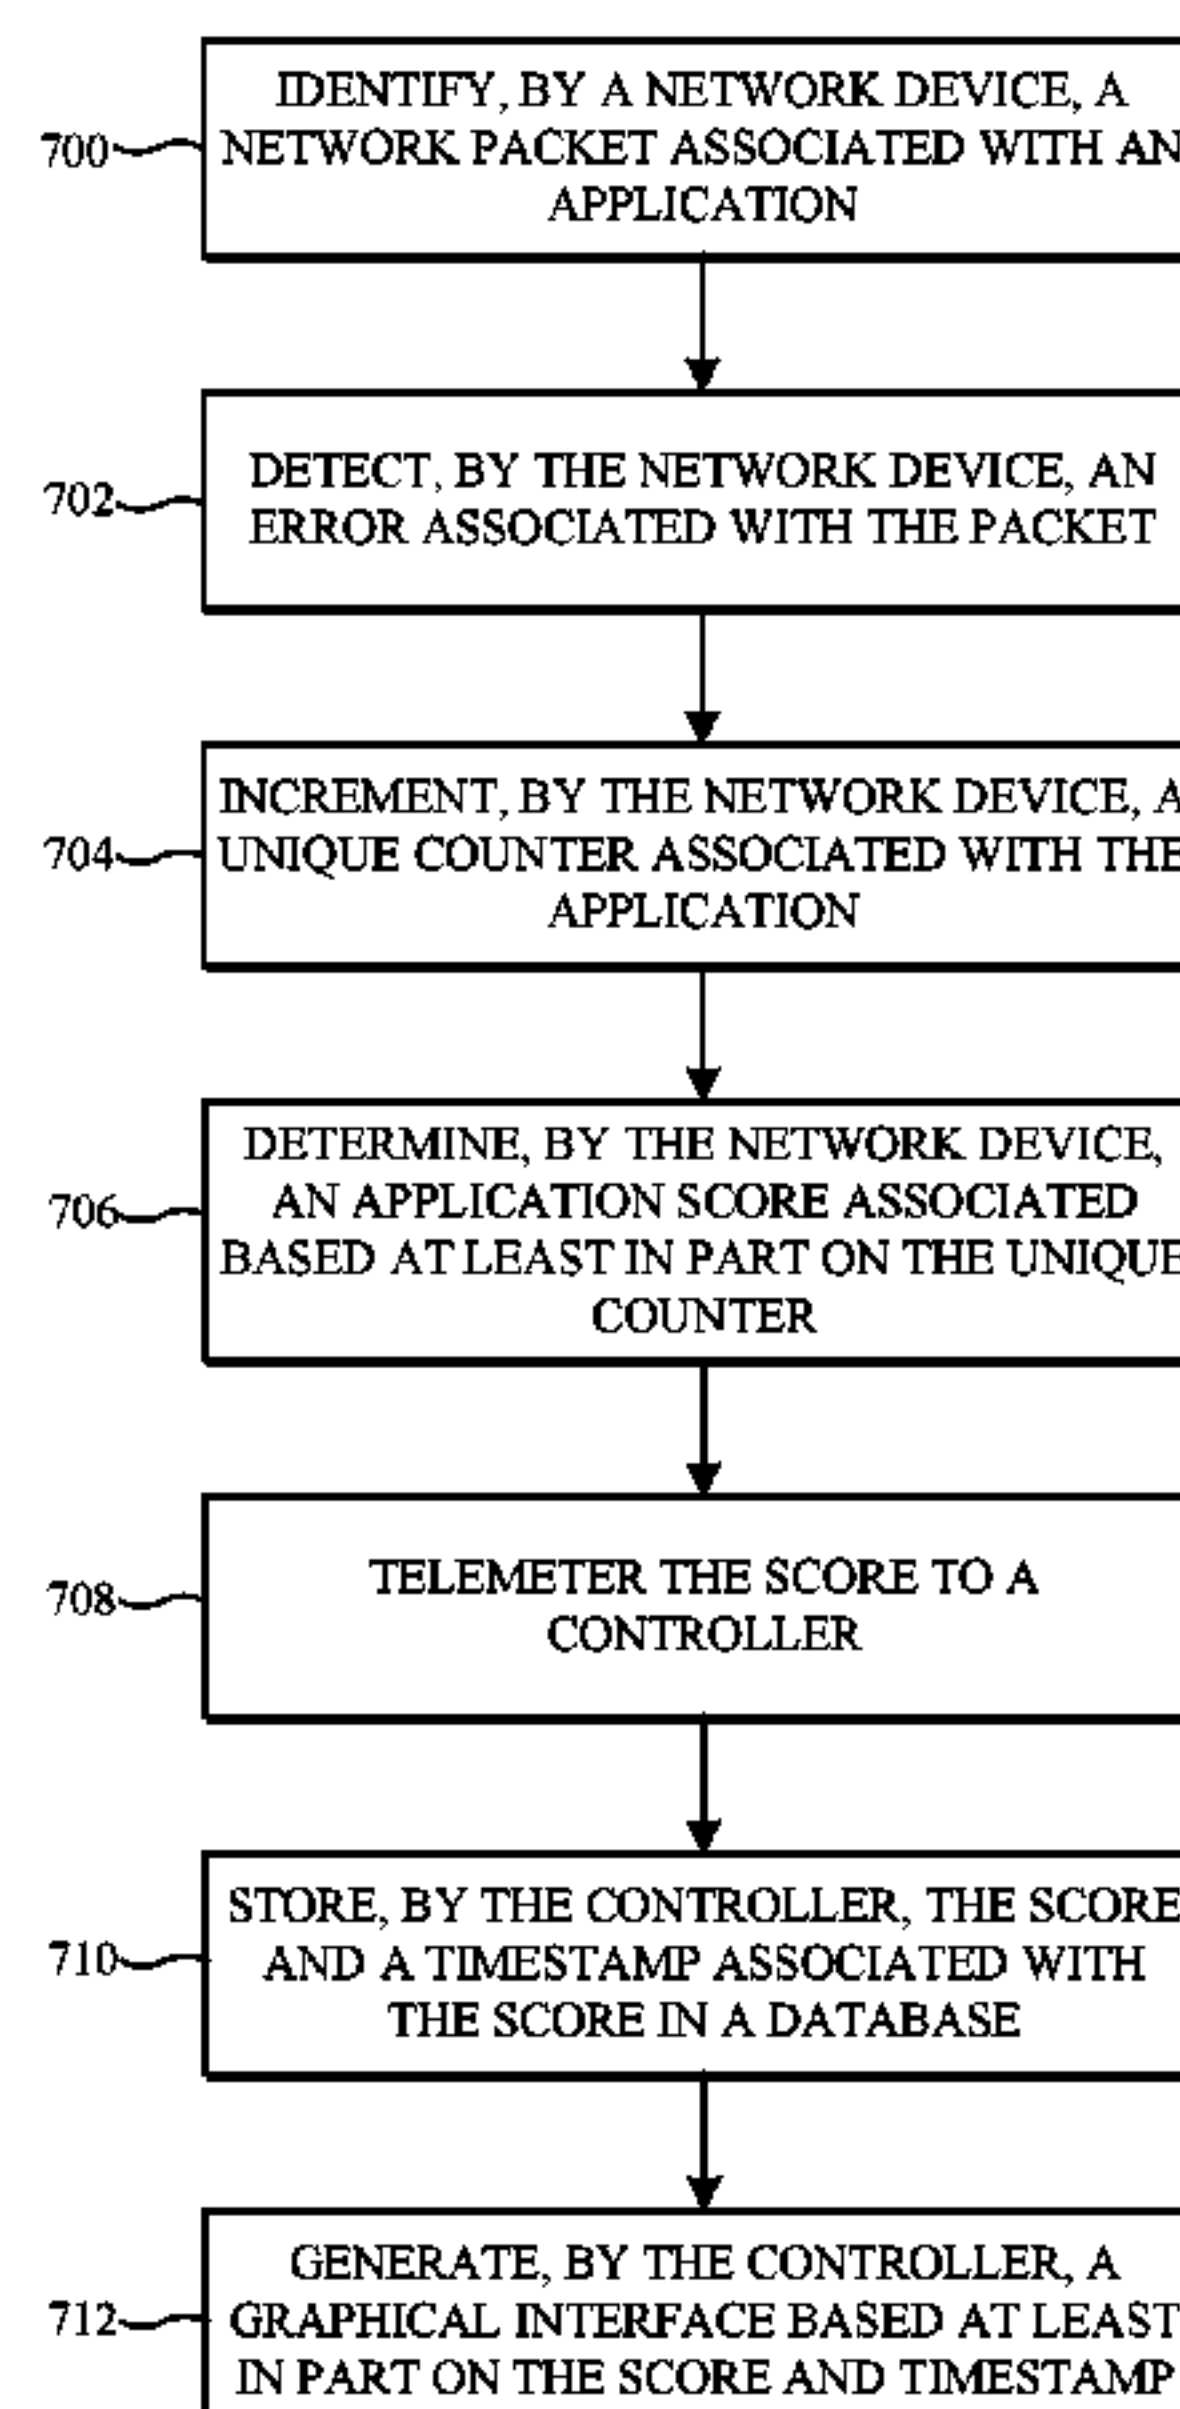 IDENTIFY, BY A NETWORK DEVICE, A
700 NETWORK PACKET ASSOCIATED WITH AN
APPLICATION
DETECT, BY THE NETWORK DEVICE, AN
702 ERROR ASSOCIATED WITH THE PACKET
INCREMENT, BY THE NETWORK DEVICE, A
704 UNIQUE COUNTER ASSOCIATED WITH THE
APPLICATION
DETERMINE, BY THE NETWORK DEVICE,
706 AN APPLICATION SCORE ASSOCIATED
BASED AT LEAST IN PART ON THE UNIQUE
COUNTER
708 TELEMETER THE SCORE TO A
CONTROLLER
STORE, BY THE CONTROLLER, THE SCORE
710 AND A TIMESTAMP ASSOCIATED WITH
THE SCORE IN A DATABASE
GENERATE, BY THE CONTROLLER, A
712 GRAPHICAL INTERFACE BASED AT LEAST
IN PART ON THE SCORE AND TIMESTAMP